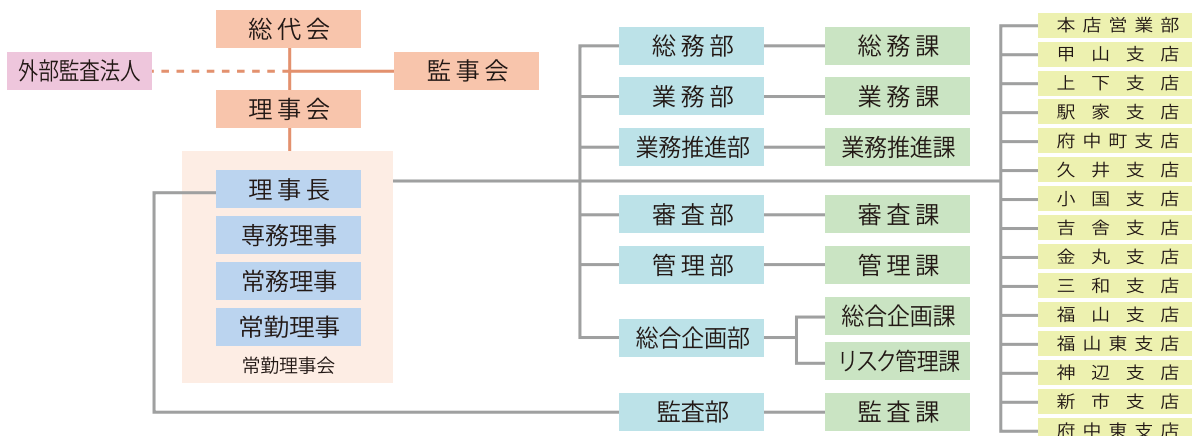 総代会
外部監査法人
監事会
理事会
理事長
専務理事
常務理事
常勤理事
常勤理事会
総務部
総務課
業務部
業務課
業務推進部
業務推進課
審査部
審査課
管理部
管理課
総合企画部
総合企画課
リスク管理課
監査部
監査課
本店営業部
甲山支店
上下支店
駅家支店
府中町支店
久井支店
小国支店
吉舎支店
金丸支店
三和支店
福山支店
福山東支店
神辺支店
新市支店
府中東支店